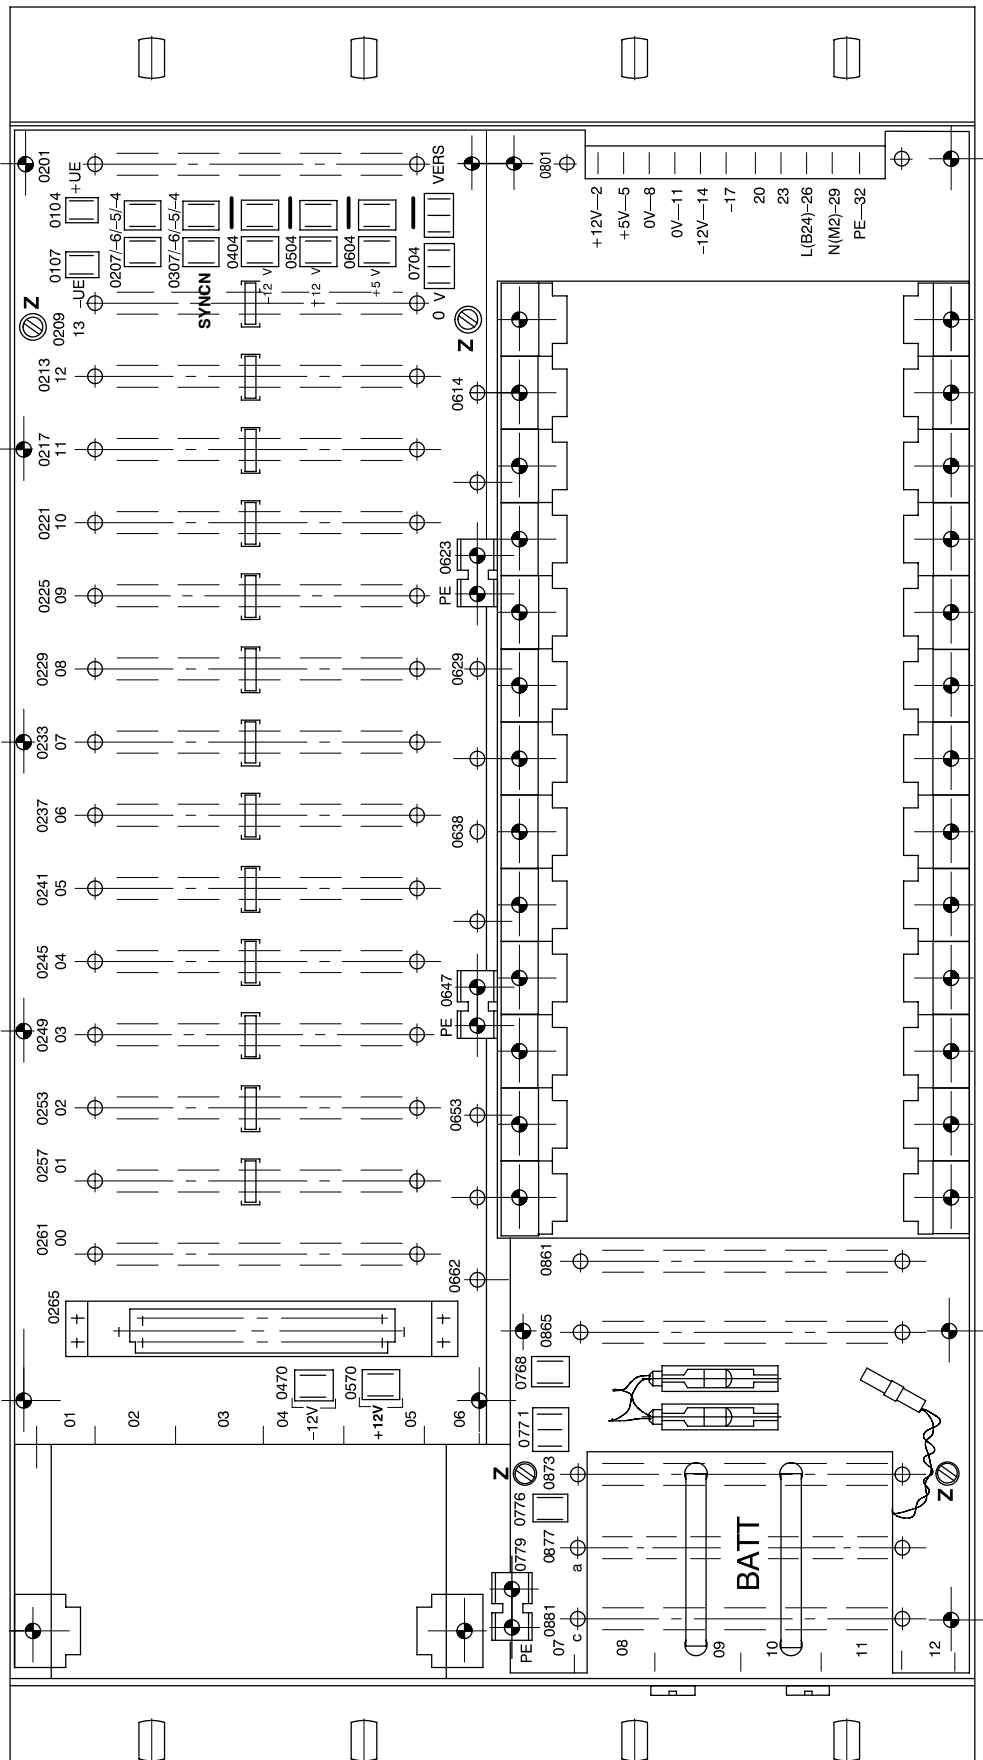 0201
+UE
VERS
0801
0104
0107
-UE
0207/-6/-5/-4
0307/-6/-5/-4
0404
0504
0604
0704
SYNCN
-12 V
+12 V
+5 V
0 V
+12V--2
+5V--5
0V--8
0V--11
-12V--14
-17
20
23
L(B24)-26
N(M2)-29
PE--32
Z
0209
13
Z
0213
12
0614
0217
11
0221
10
PE 0623
0225
09
0229
08
0629
0233
07
0237
06
0638
0241
05
0245
04
PE 0647
0249
03
0253
02
0653
0257
01
0261
00
0662
0861
0265
0865
0470
-12V
0570
+12V
0768
01
02
03
04
05
06
0771
Z
0873
Z
0776
0779
0877
a
BATT
PE
0881
c
07
08
09
10
11
12